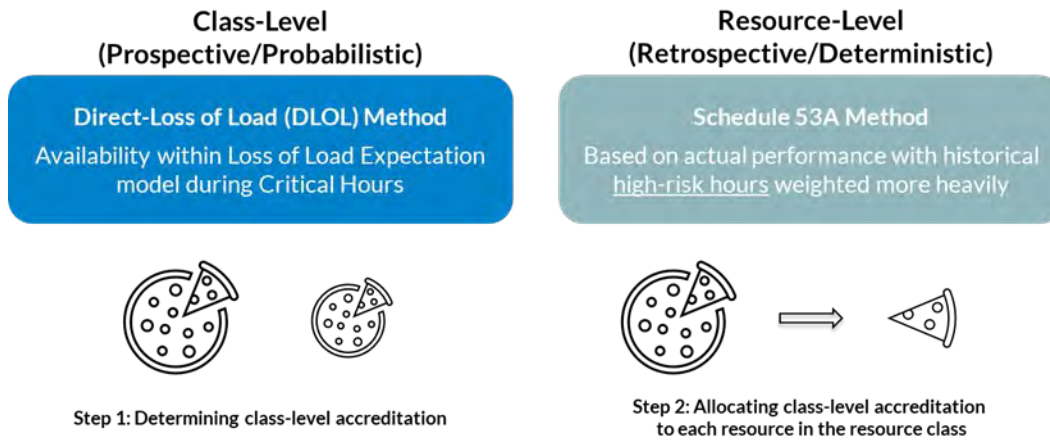 Class-Level
(Prospective/Probabilistic)
Direct-Loss of Load (DLOL) Method
Availability within Loss of Load Expectation
model during Critical Hours
Step 1: Determining class-level accreditation
Resource-Level
(Retrospective/Deterministic)
Schedule 53A Method
Based on actual performance with historical
high-risk hours weighted more heavily
Step 2: Allocating class-level accreditation
to each resource in the resource class